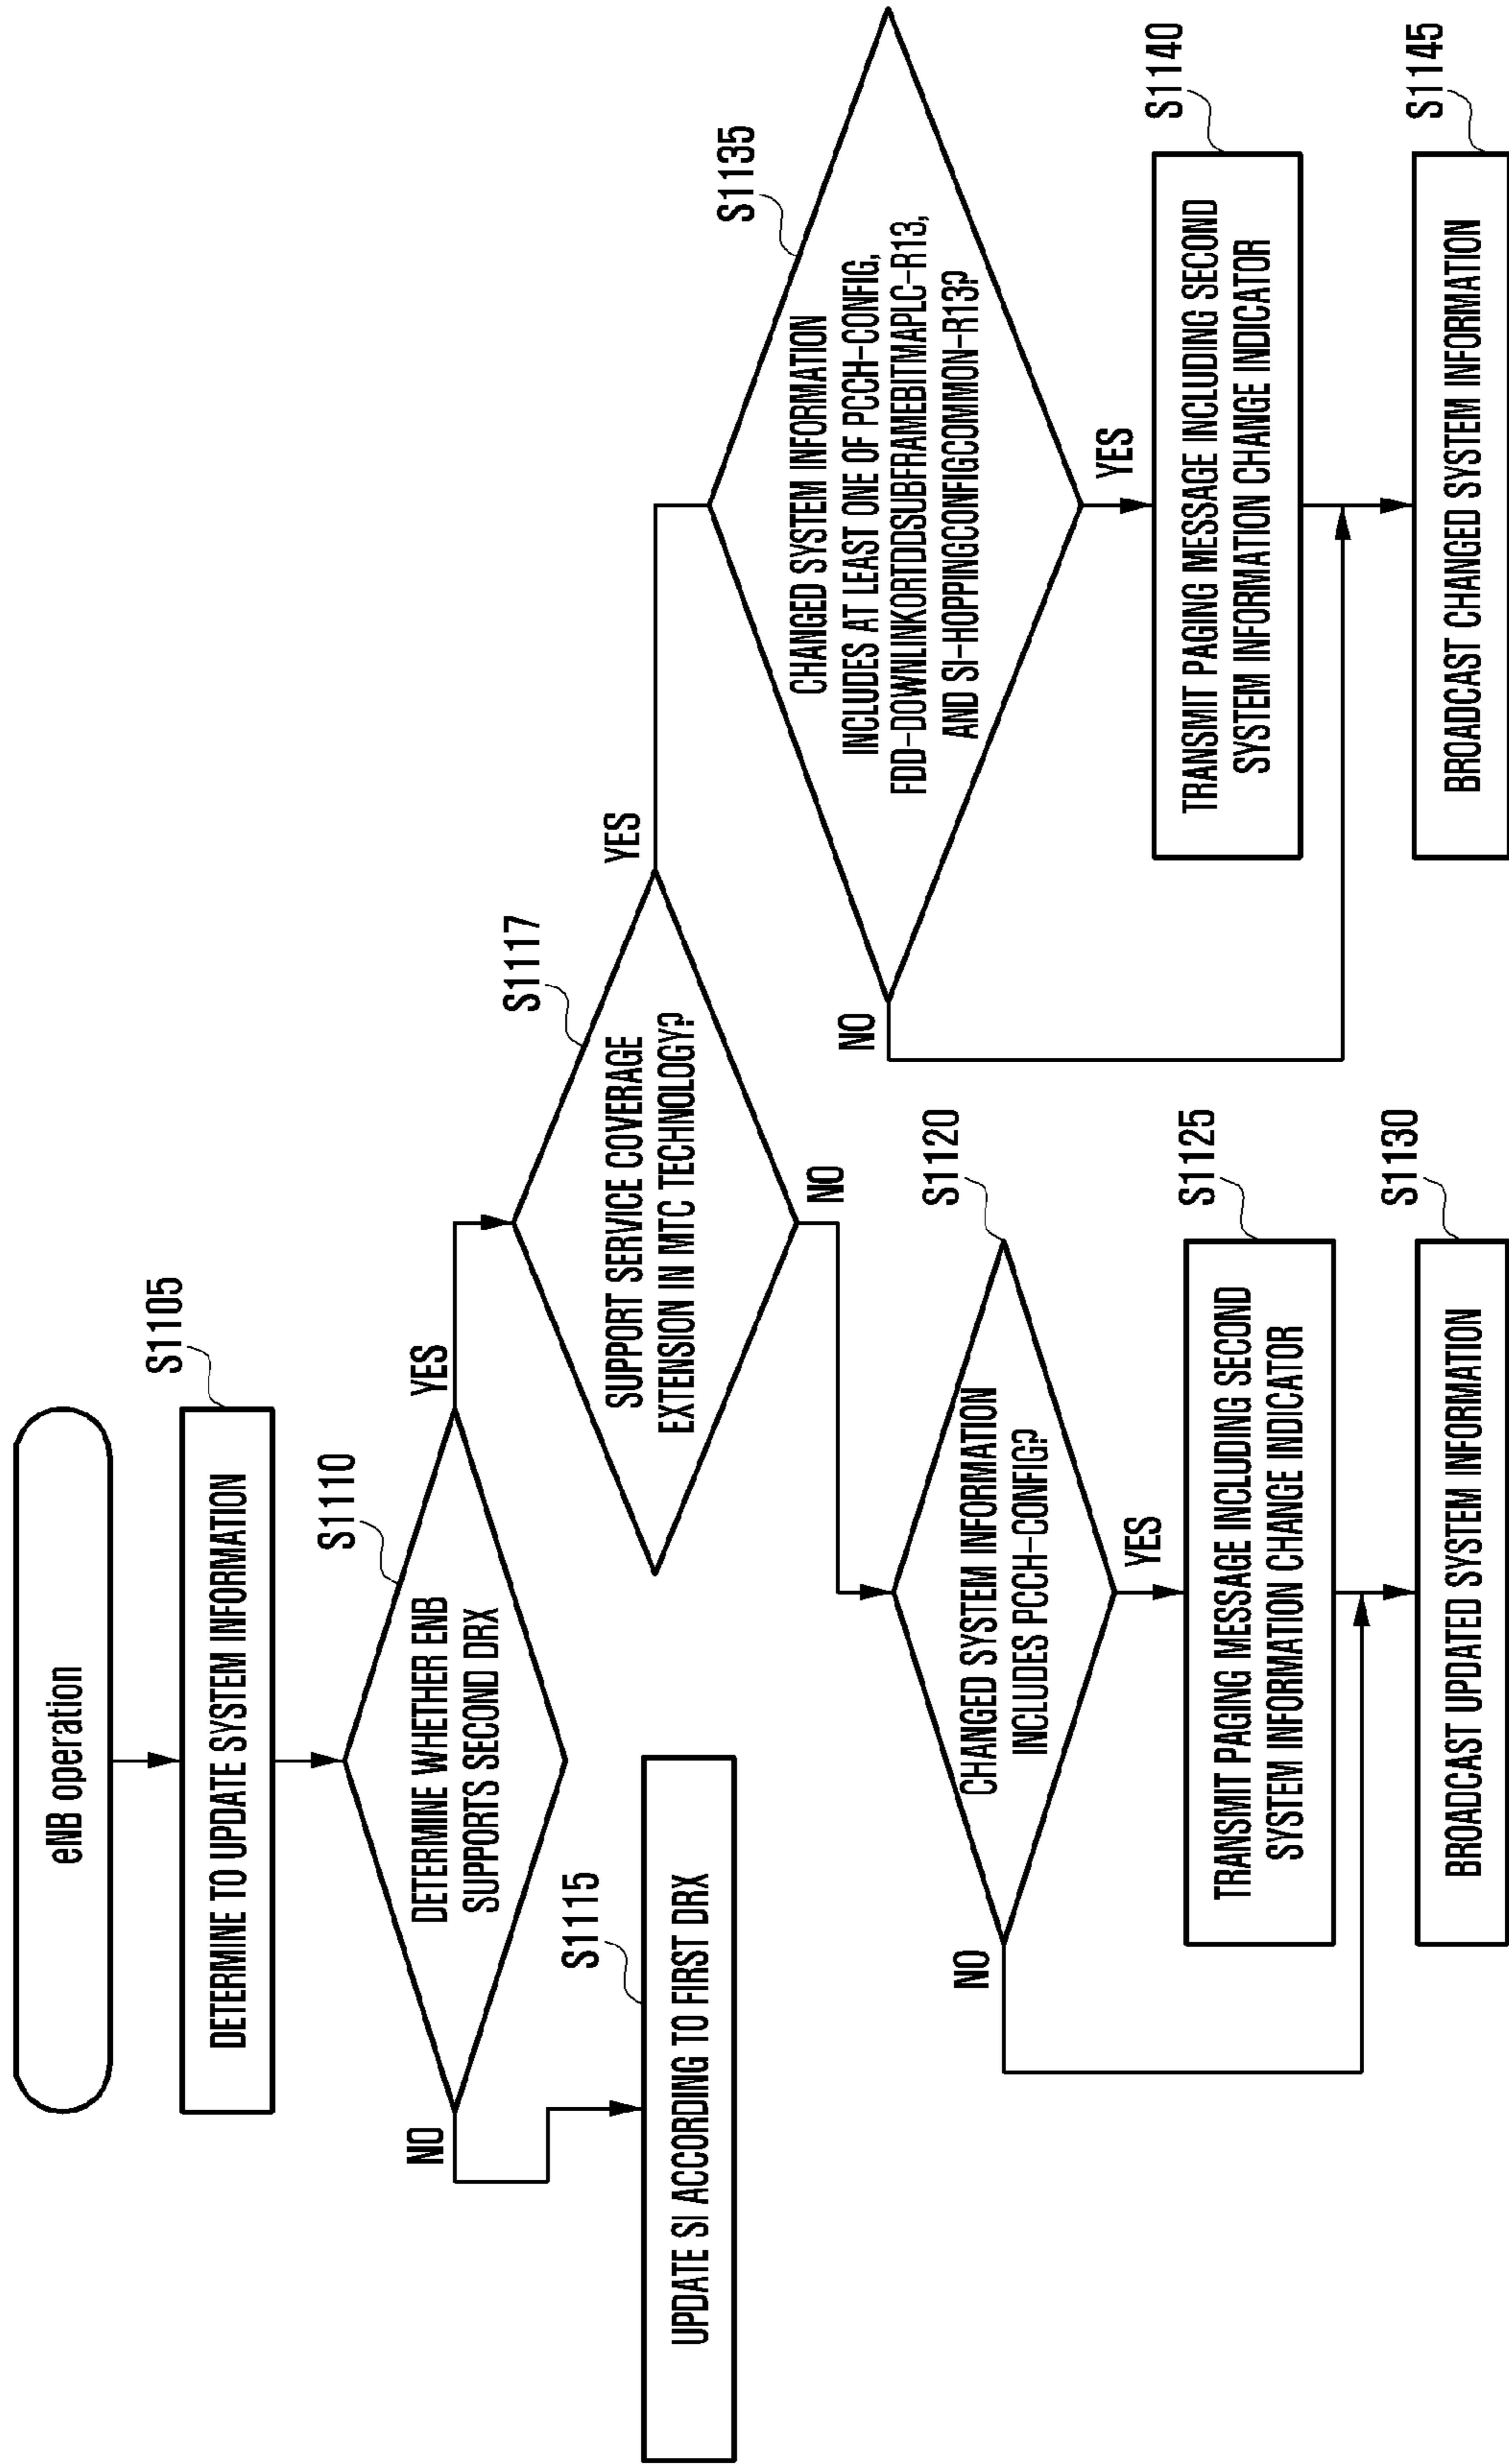 eNB operation
S1105
DETERMINE TO UPDATE SYSTEM INFORMATION
S1110
DETERMINE WHETHER ENB
SUPPORTS SECOND DRX
NO
YES
S1115
UPDATE SI ACCORDING TO FIRST DRX
S1117
SUPPORT SERVICE COVERAGE
EXTENSION IN MTC TECHNOLOGY?
YES
NO
S1120
CHANGED SYSTEM INFORMATION
INCLUDES PCCH-CONFIG?
NO
YES
S1125
TRANSMIT PAGING MESSAGE INCLUDING SECOND
SYSTEM INFORMATION CHANGE INDICATOR
S1130
BROADCAST UPDATED SYSTEM INFORMATION
S1135
CHANGED SYSTEM INFORMATION
INCLUDES AT LEAST ONE OF PCCH-CONFIG,
FDD-DOWNLINKORTDDSUBFRAMEBITMAPLC-R13,
AND SI-HOPPINGCONFIGCOMMON-R13?
NO
YES
S1140
TRANSMIT PAGING MESSAGE INCLUDING SECOND
SYSTEM INFORMATION CHANGE INDICATOR
S1145
BROADCAST CHANGED SYSTEM INFORMATION